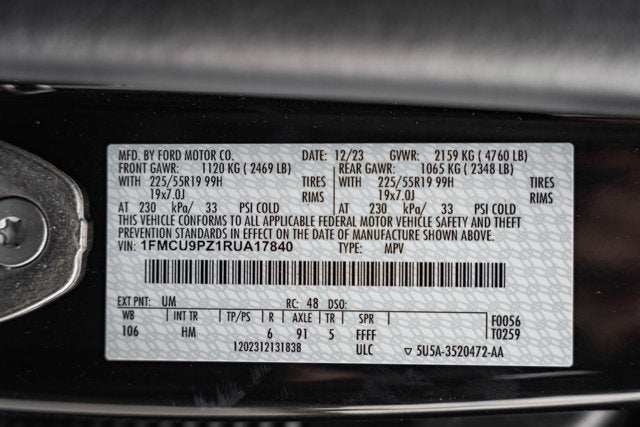 MFD. BY FORD MOTOR CO. DATE: 12/23 GVWR: 2159 KG ( 4760 LB)
FRONT GAWR: 1120 KG ( 2469 LB) REAR GAWR: 1065 KG ( 2348 LB)
WITH 225/55R19 99H TIRES WITH 225/55R19 99H TIRES
19x7.0J RIMS 19x7.0J RIMS
AT 230 kPa/ 33 PSI COLD AT 230 kPa/ 33 PSI COLD
THIS VEHICLE CONFORMS TO ALL APPLICABLE FEDERAL MOTOR VEHICLE SAFETY AND THEFT
PREVENTION STANDARDS IN EFFECT ON THE DATE OF MANUFACTURE SHOWN ABOVE.
VIN: 1FMCU9PZ1RUA17840 TYPE: MPV
EXT PNT: UM RC: 48 DSO:
WB INT TR TP/PS R AXLE TR SPR F0056
106 HM 6 91 5 FFFF T0259
1202312131838 ULC ▽ 5U5A-3520472-AA